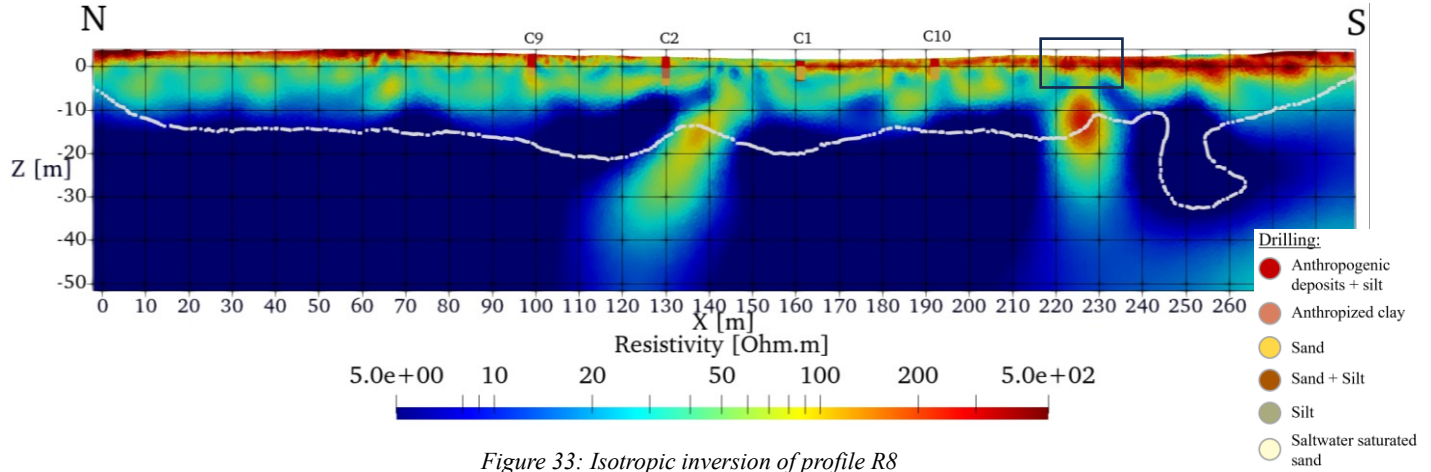 N
S
C9 C2 C1 C10
0
-10
-20
Z [m]
-30
-40
-50
0 10 20 30 40 50 60 70 80 90 100 110 120 130 140 150 160 170 180 190 200 210 220 230 240 250 260
X [m]
Resistivity [Ohm.m]
5.0e+00 10 20 50 100 200 5.0e+02
Drilling:
Anthropogenic
deposits + silt
Anthropized clay
Sand
Sand + Silt
Silt
Saltwater saturated
sand
Figure 33: Isotropic inversion of profile R8